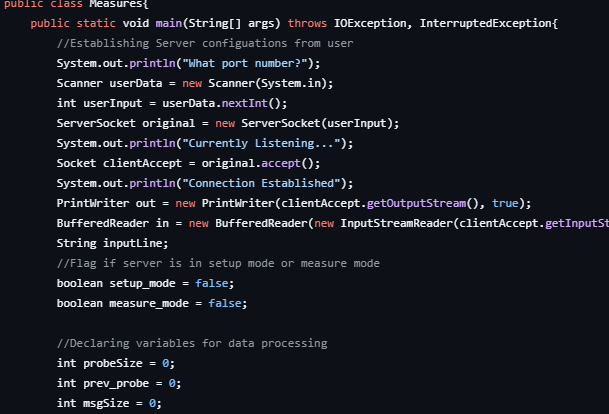 public class Measures{
public static void main(String[] args) throws IOException, InterruptedException{
//Establishing Server configuations from user
System.out.println("What port number?");
Scanner userData = new Scanner(System.in);
int userInput = userData.nextInt();
ServerSocket original = new ServerSocket(userInput);
System.out.println("Currently Listening...");
Socket clientAccept = original.accept();
System.out.println("Connection Established");
PrintWriter out = new PrintWriter(clientAccept.getOutputStream(), true);
BufferedReader in = new BufferedReader(new InputStreamReader(clientAccept.getInputSt
String inputLine;
//Flag if server is in setup mode or measure mode
boolean setup_mode = false;
boolean measure_mode = false;
//Declaring variables for data processing
int probeSize = 0;
int prev_probe = 0;
int msgSize = 0;